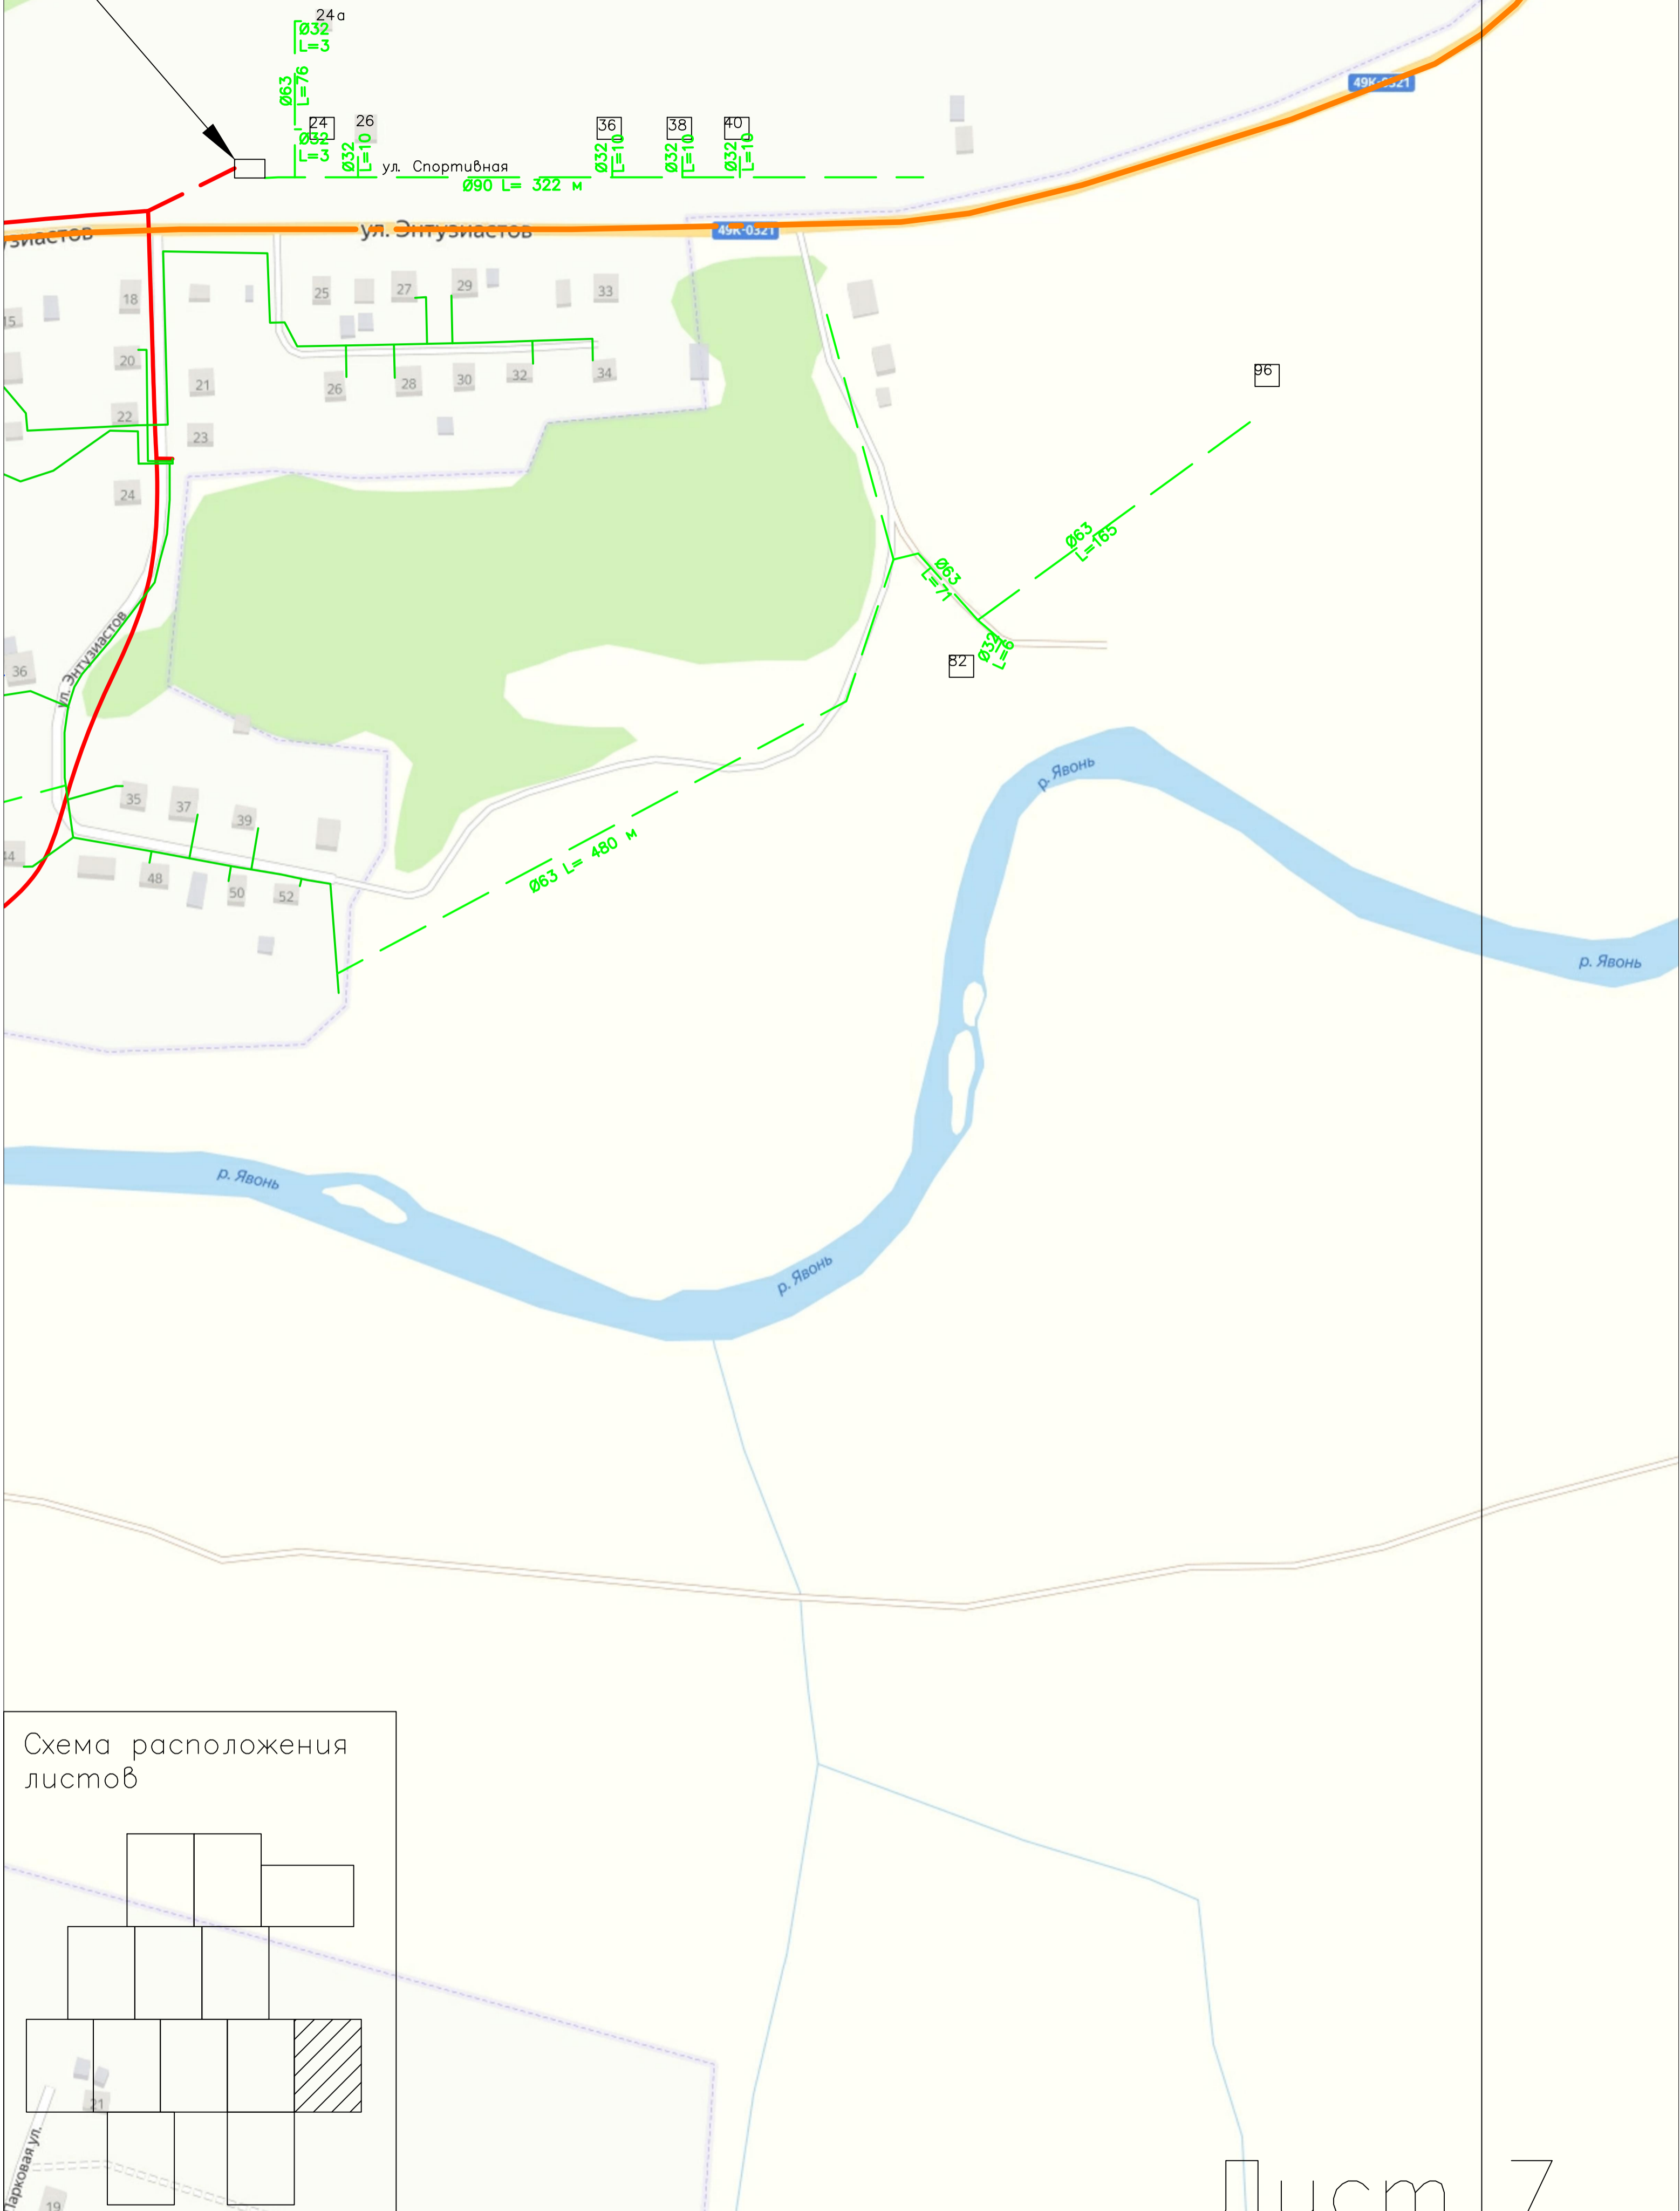 24а
Ø32
L=3
Ø63
L=76
49К-0321
24
26
36
38
40
Ø32
L=3
Ø32
L=10
Ø32
L=10
Ø32
L=10
Ø32
L=10
ул. Спортивная
Ø90 L= 322 м
ул. Энтузиастов
49К-0321
25
27
29
33
18
15
20
21
26
28
30
32
34
96
22
23
24
Ø63
L=165
Ø63
L=71
Ø32
L=6
82
ул. Энтузиастов
36
р. Явонь
35
37
39
44
48
50
52
Ø63 L= 480 м
р. Явонь
р. Явонь
р. Явонь
Схема расположения
листов
21
Парковая ул.
19
Лист 7